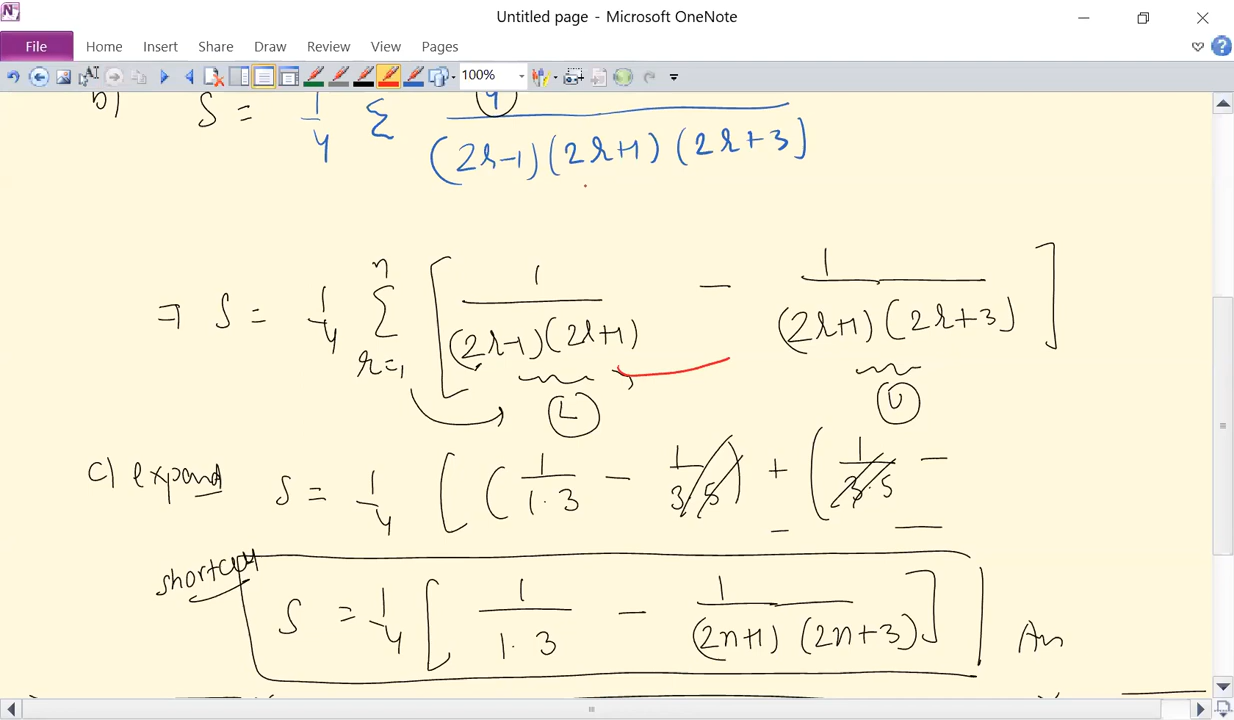 Untitled page - Microsoft OneNote
File Home Insert Share Draw Review View Pages
100%
b) S = 1/4 Σ 4/((2r-1)(2r+1)(2r+3))
⇒ S = 1/4 Σ_{r=1}^{n} [1/((2r-1)(2r+1)) - 1/((2r+1)(2r+3))]
L U
c) expand S = 1/4 [(1/(1·3) - 1/(3·5)) + (1/(3·5) -
shortcut
S = 1/4 [1/(1·3) - 1/((2n+1)(2n+3))] An